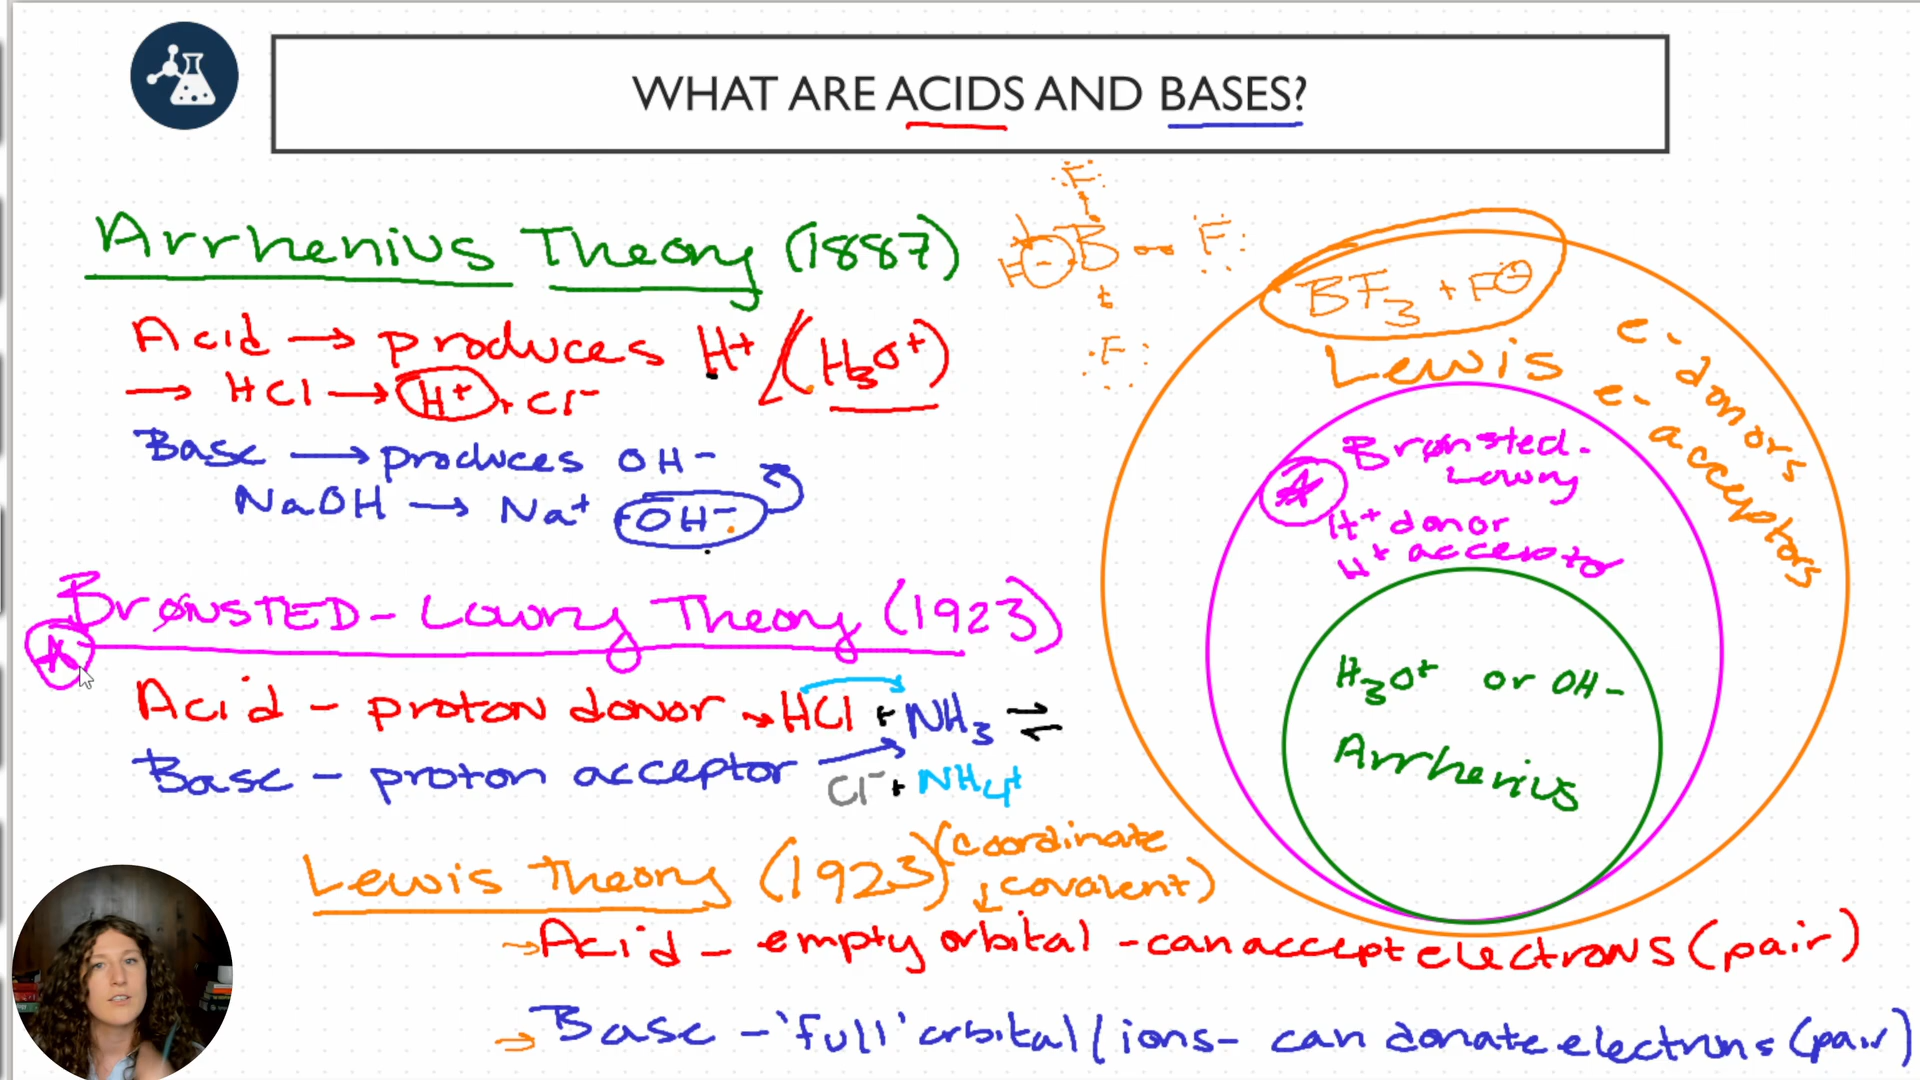 WHAT ARE ACIDS AND BASES?
Arrhenius Theory (1887)
Acid → produces H+ / (H3O+)
→ HCl → H+ + Cl-
Base → produces OH-
NaOH → Na+ + OH-
BrØNSTED - Lowry Theory (1923)
Acid - proton donor → HCl + NH3 ⇌
Base - proton acceptor → Cl- + NH4+
Lewis Theory (1923) (coordinate
↓ covalent)
→ Acid - empty orbital - can accept electrons (pair)
→ Base - 'full' orbital / ions - can donate electrons (pair)
F
B - F
F
BF3 + F-
Lewis
e- donors
e- acceptors
Brønsted-
Lowry
H+ donor
H+ acceptor
H3O+ or OH-
Arrhenius